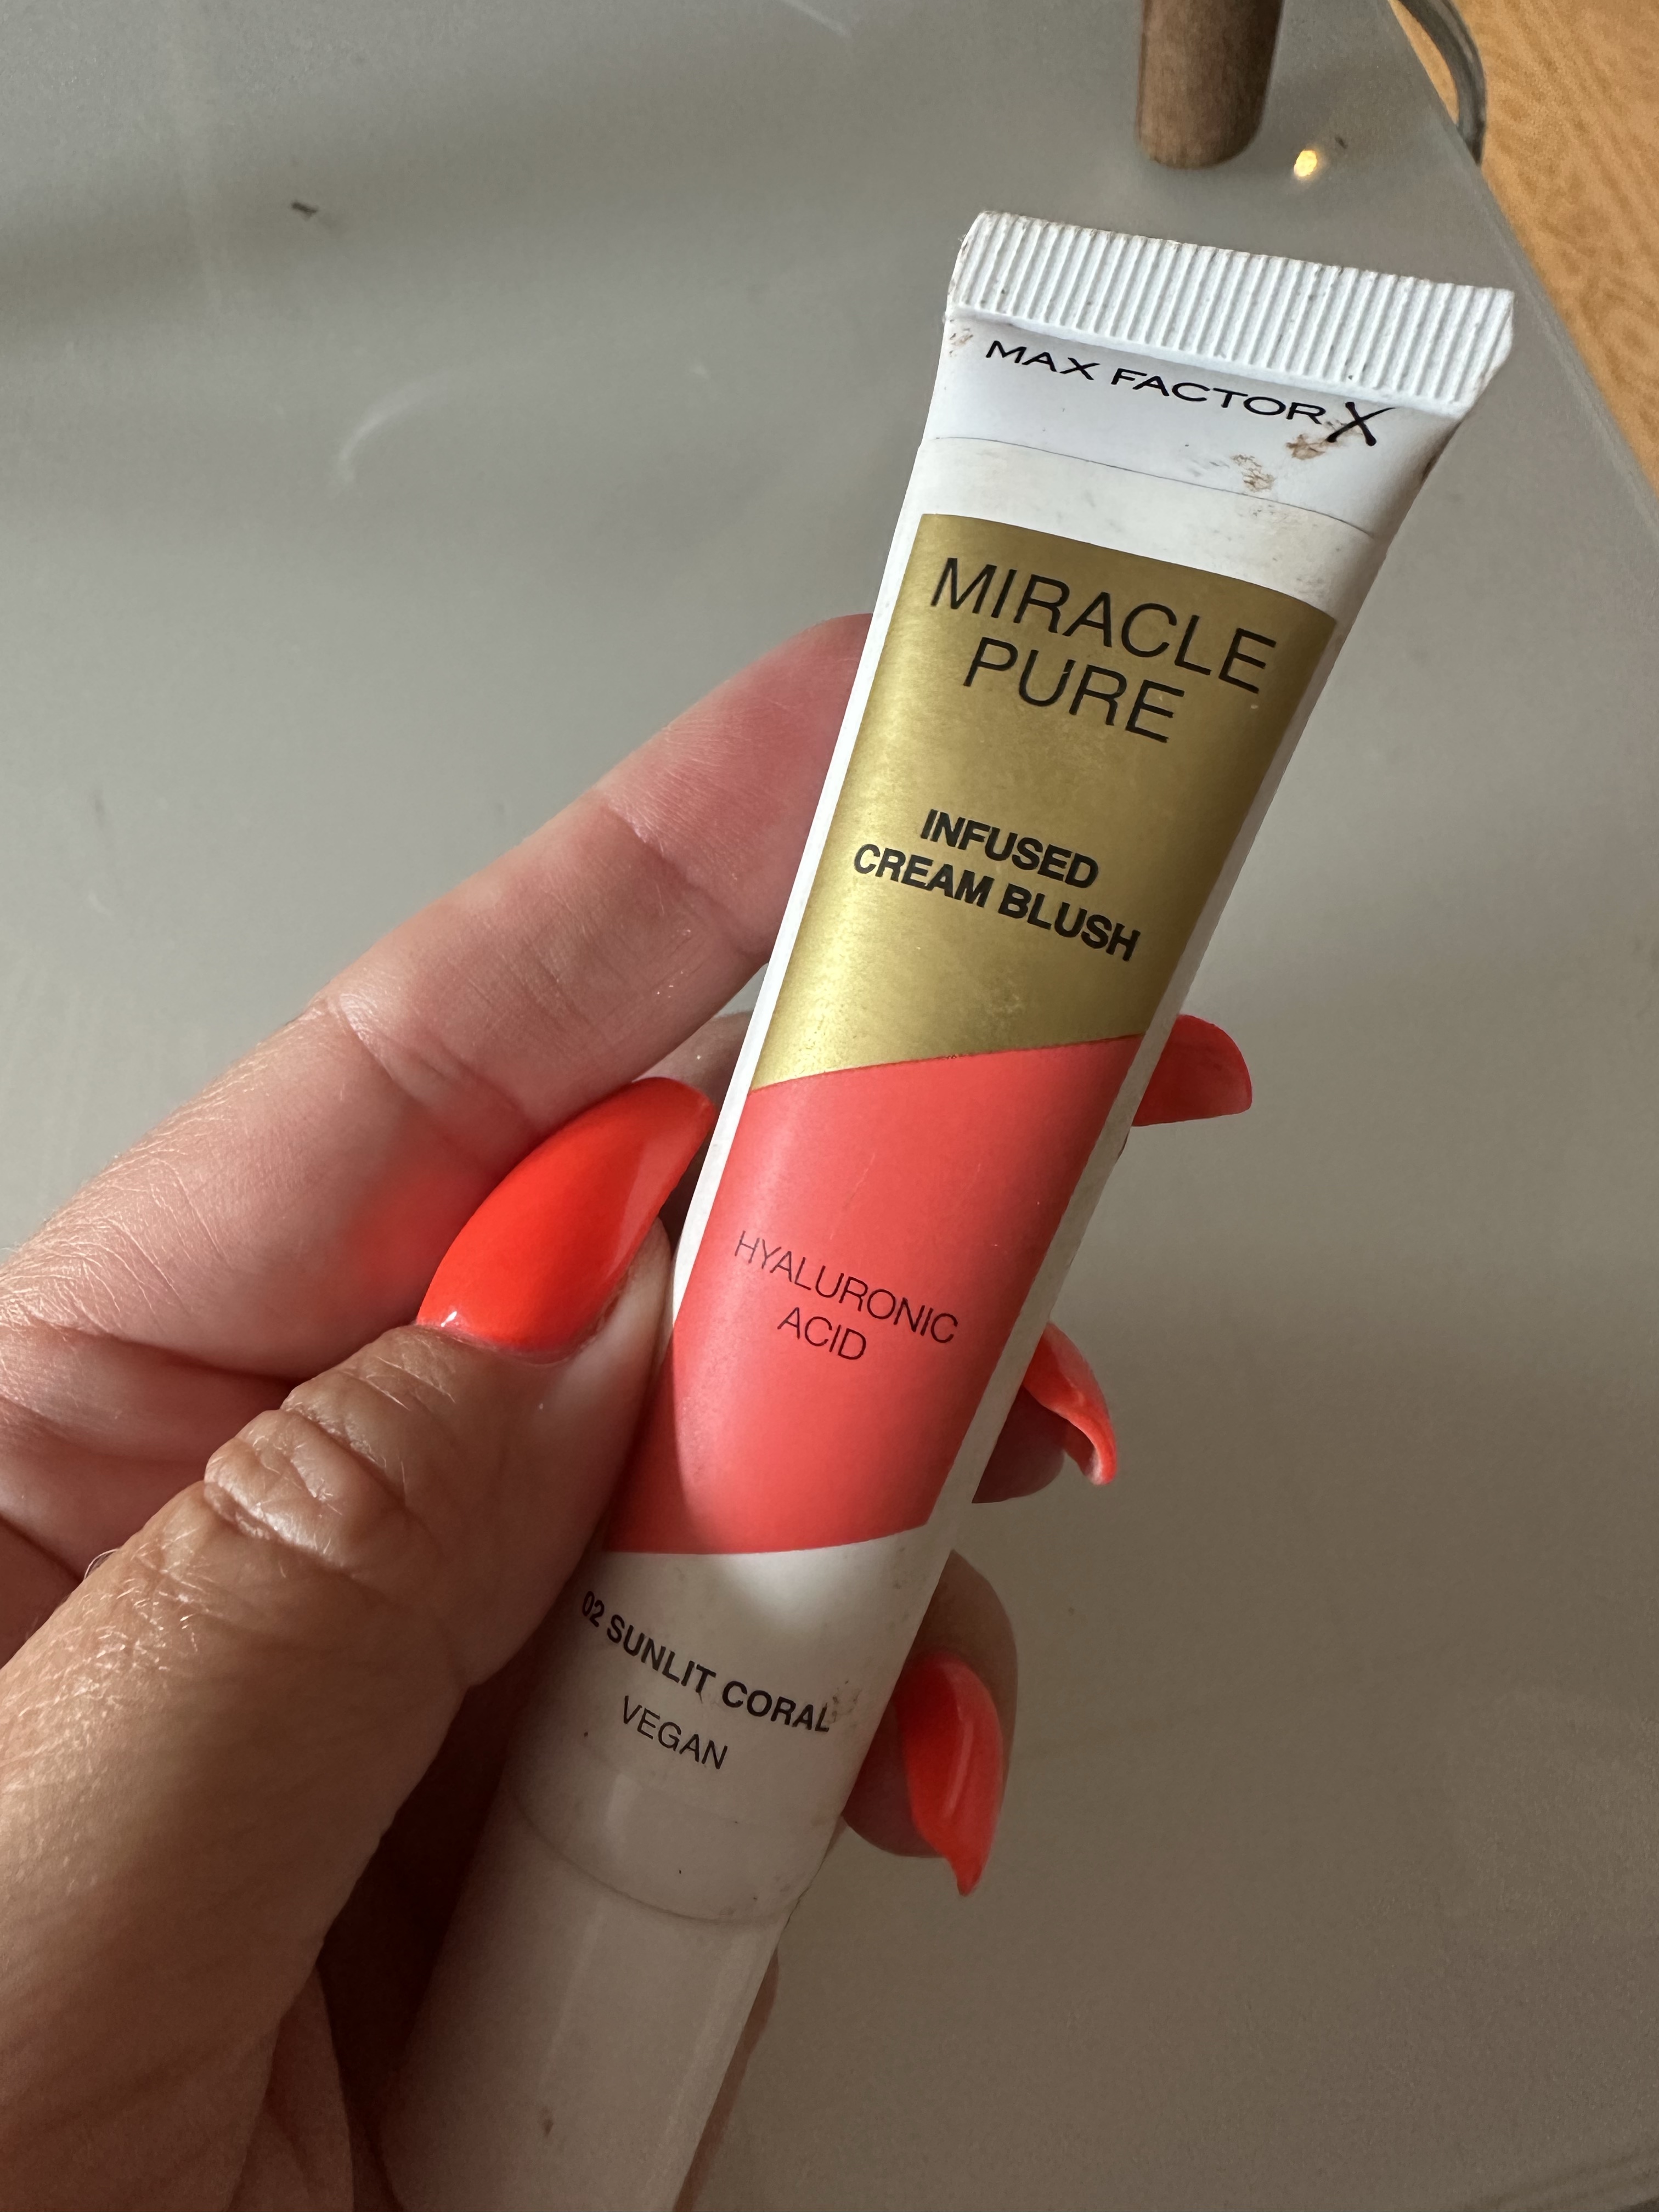 MAX FACTOR X
MIRACLE
PURE
INFUSED
CREAM BLUSH
HYALURONIC
ACID
02 SUNLIT CORAL
VEGAN